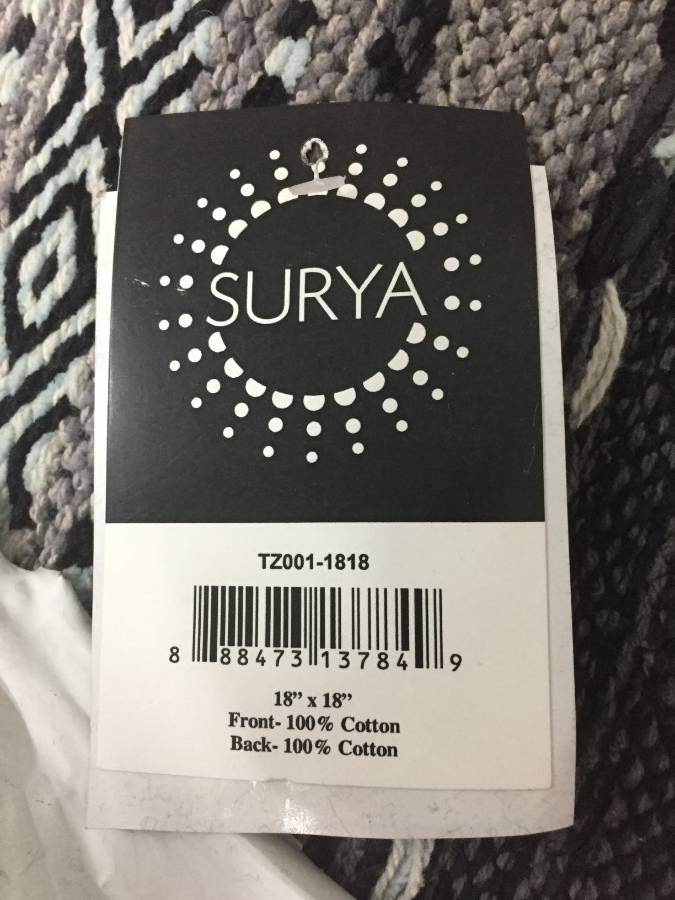 SURYA
TZ001-1818
8 88473 13784 9
18" x 18"
Front- 100% Cotton
Back- 100% Cotton